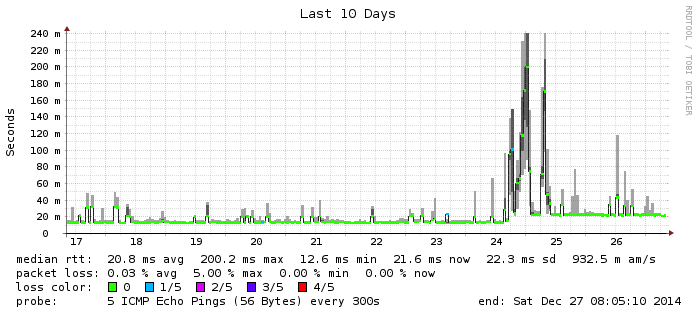 Last 10 Days
RRDTOOL / TOBI OETIKER
Seconds
240 m
220 m
200 m
180 m
160 m
140 m
120 m
100 m
80 m
60 m
40 m
20 m
0
17 18 19 20 21 22 23 24 25 26
median rtt: 20.8 ms avg 200.2 ms max 12.6 ms min 21.6 ms now 22.3 ms sd 932.5 m am/s
packet loss: 0.03 % avg 5.00 % max 0.00 % min 0.00 % now
loss color: 0 1/5 2/5 3/5 4/5
probe: 5 ICMP Echo Pings (56 Bytes) every 300s end: Sat Dec 27 08:05:10 2014